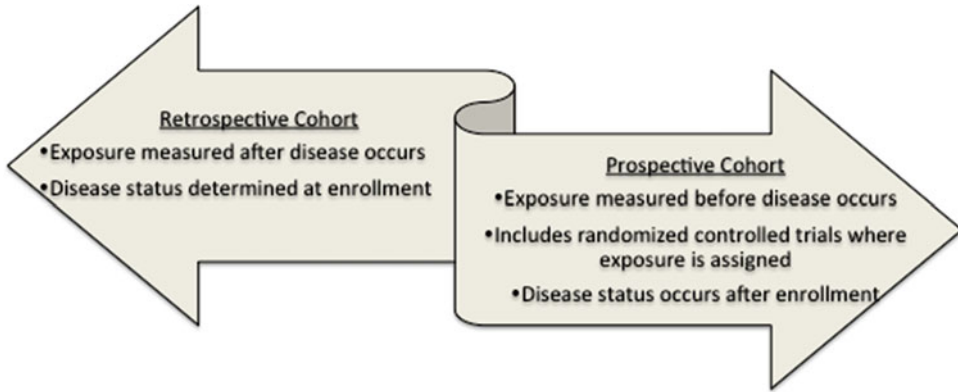 Retrospective Cohort
•Exposure measured after disease occurs
•Disease status determined at enrollment
Prospective Cohort
•Exposure measured before disease occurs
•Includes randomized controlled trials where
exposure is assigned
•Disease status occurs after enrollment